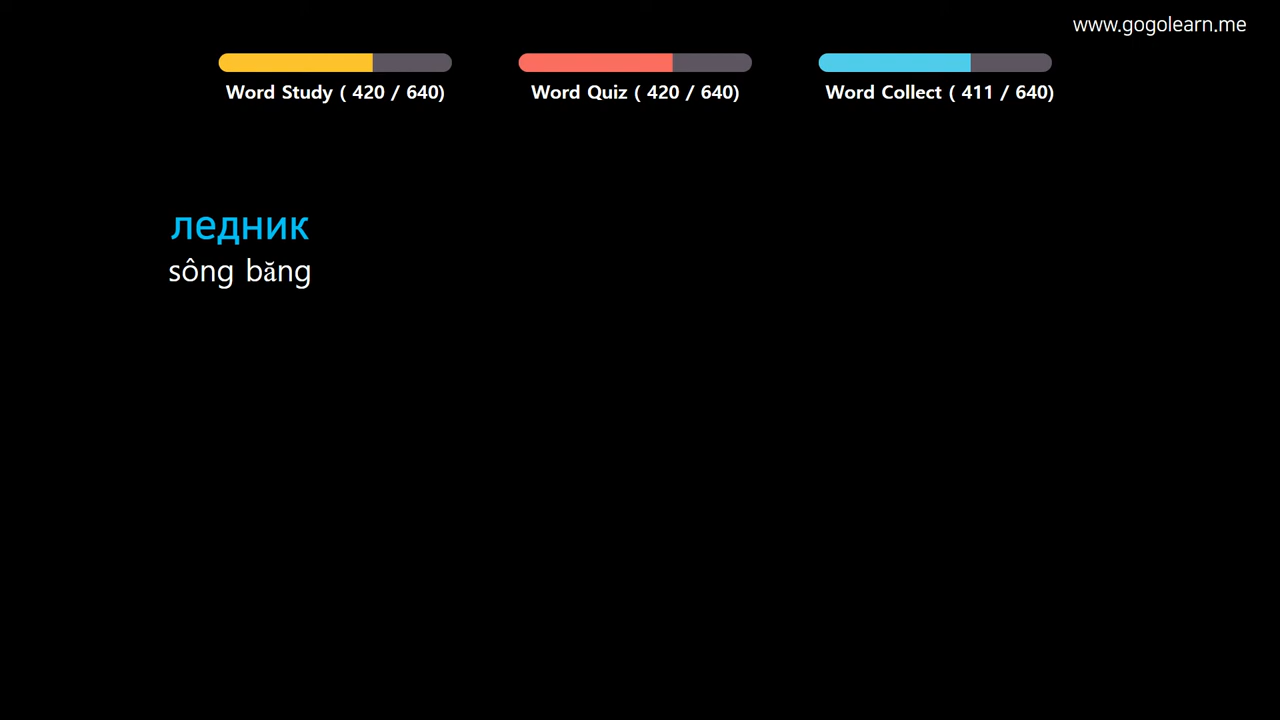 www.gogolearn.me
Word Study ( 420 / 640)
Word Quiz ( 420 / 640)
Word Collect ( 411 / 640)
ледник
sông băng